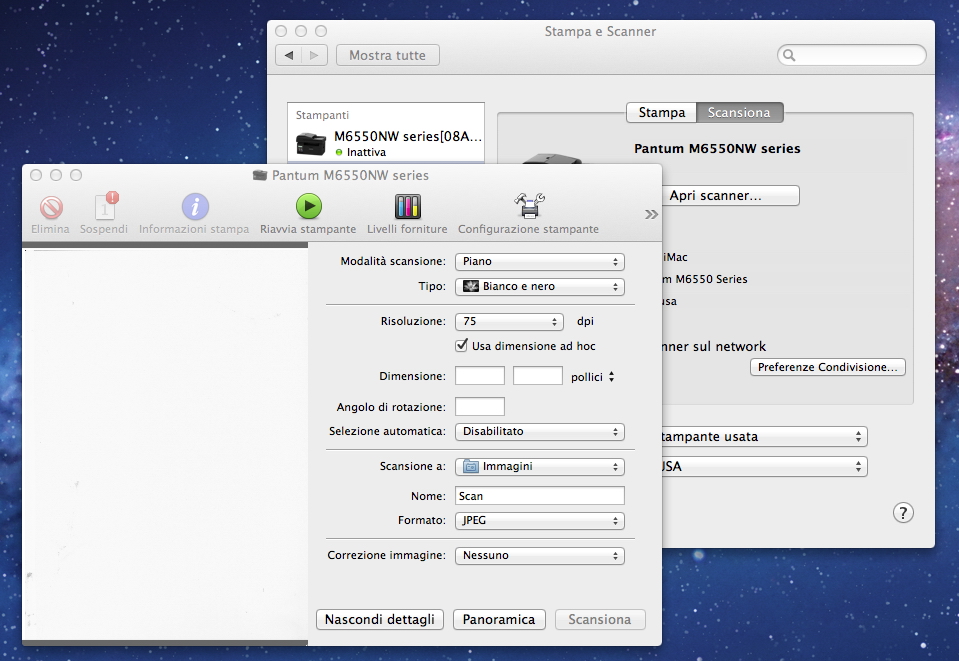 Stampa e Scanner
Mostra tutte
Stampanti
M6550NW series[08A...
Inattiva
Stampa
Scansiona
Pantum M6550NW series
Apri scanner...
iMac
m M6550 Series
usa
nner sul network
Preferenze Condivisione...
tampante usata
USA
?
Pantum M6550NW series
Elimina
Sospendi
Informazioni stampa
Riavvia stampante
Livelli forniture
Configurazione stampante
Modalità scansione: Piano
Tipo: Bianco e nero
Risoluzione: 75 dpi
Usa dimensione ad hoc
Dimensione: pollici
Angolo di rotazione:
Selezione automatica: Disabilitato
Scansione a: Immagini
Nome: Scan
Formato: JPEG
Correzione immagine: Nessuno
Nascondi dettagli
Panoramica
Scansiona